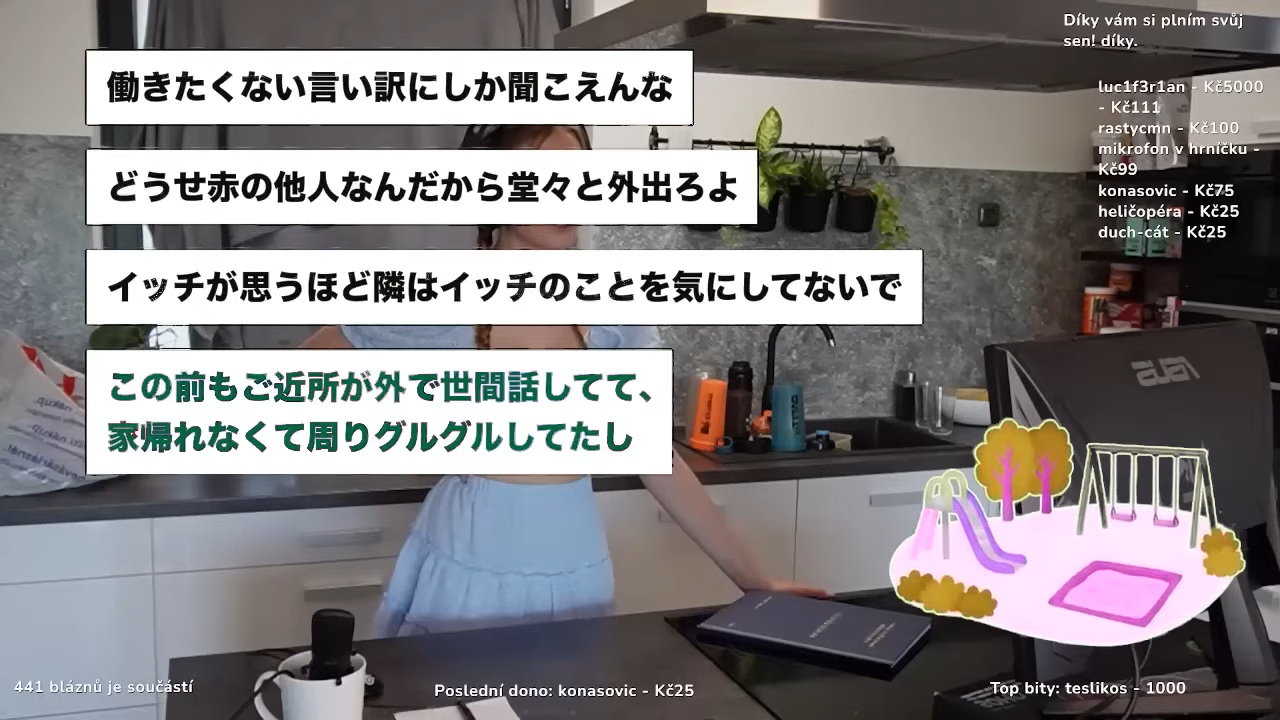 働きたくない言い訳にしか聞こえんな
どうせ赤の他人なんだから堂々と外出ろよ
イッチが思うほど隣はイッチのことを気にしてないで
この前もご近所が外で世間話してて、
家帰れなくて周りグルグルしてたし
Díky vám si plním svůj
sen! díky.
luc1f3r1an - Kč5000
- Kč111
rastycmn - Kč100
mikrofon v hrníčku -
Kč99
konasovic - Kč75
heličopéra - Kč25
duch-cát - Kč25
441 bláznů je součástí
Poslední dono: konasovic - Kč25
Top bity: teslikos - 1000